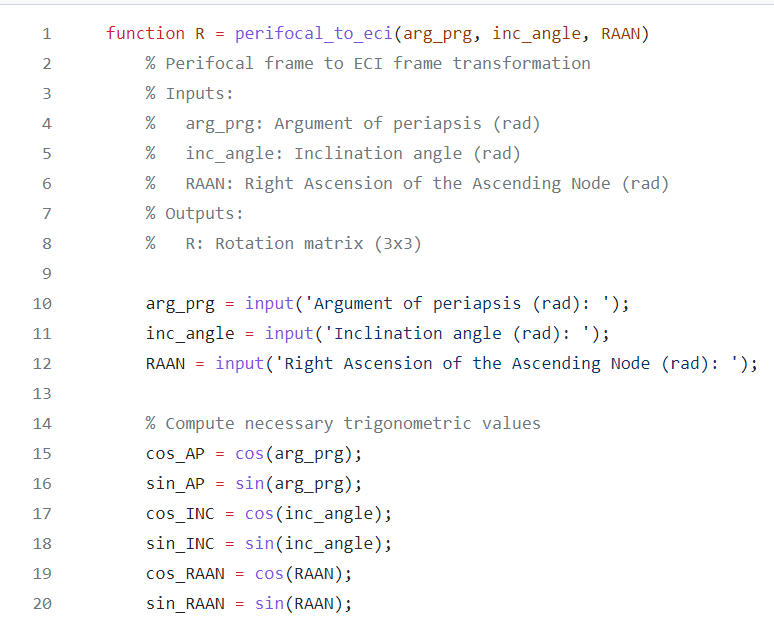 1 function R = perifocal_to_eci(arg_prg, inc_angle, RAAN)
2 % Perifocal frame to ECI frame transformation
3 % Inputs:
4 %   arg_prg: Argument of periapsis (rad)
5 %   inc_angle: Inclination angle (rad)
6 %   RAAN: Right Ascension of the Ascending Node (rad)
7 % Outputs:
8 %   R: Rotation matrix (3x3)
9
10 arg_prg = input('Argument of periapsis (rad): ');
11 inc_angle = input('Inclination angle (rad): ');
12 RAAN = input('Right Ascension of the Ascending Node (rad): ');
13
14 % Compute necessary trigonometric values
15 cos_AP = cos(arg_prg);
16 sin_AP = sin(arg_prg);
17 cos_INC = cos(inc_angle);
18 sin_INC = sin(inc_angle);
19 cos_RAAN = cos(RAAN);
20 sin_RAAN = sin(RAAN);